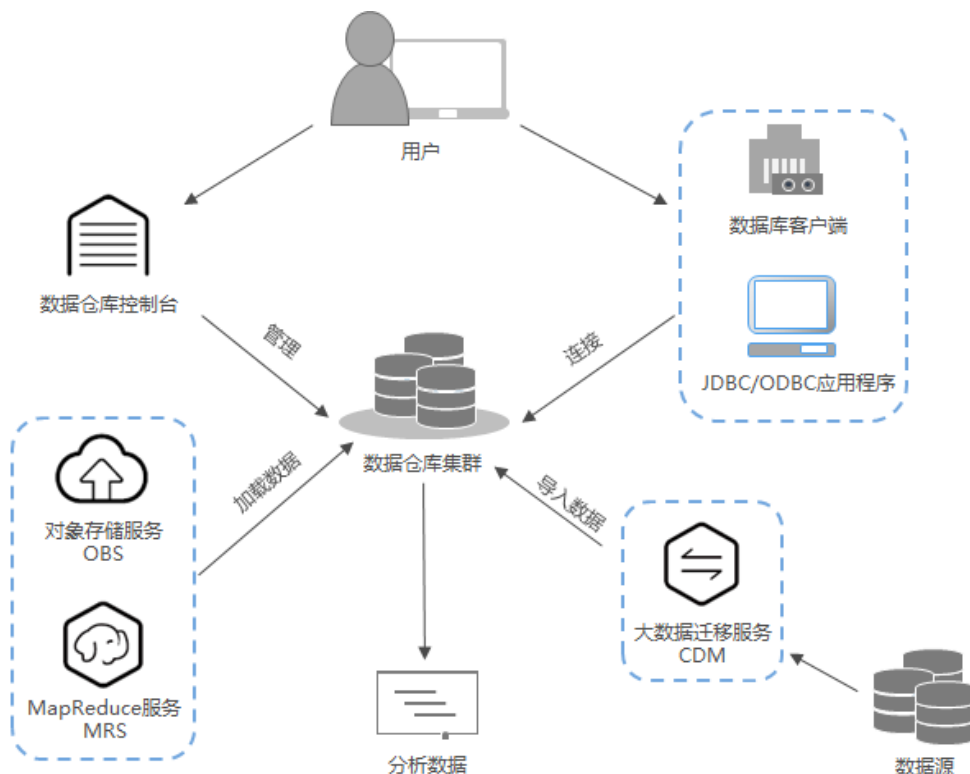 用户
数据库客户端
数据仓库控制台
管理
连接
JDBC/ODBC应用程序
数据仓库集群
加载数据
导入数据
对象存储服务
OBS
大数据迁移服务
CDM
MapReduce服务
MRS
分析数据
数据源